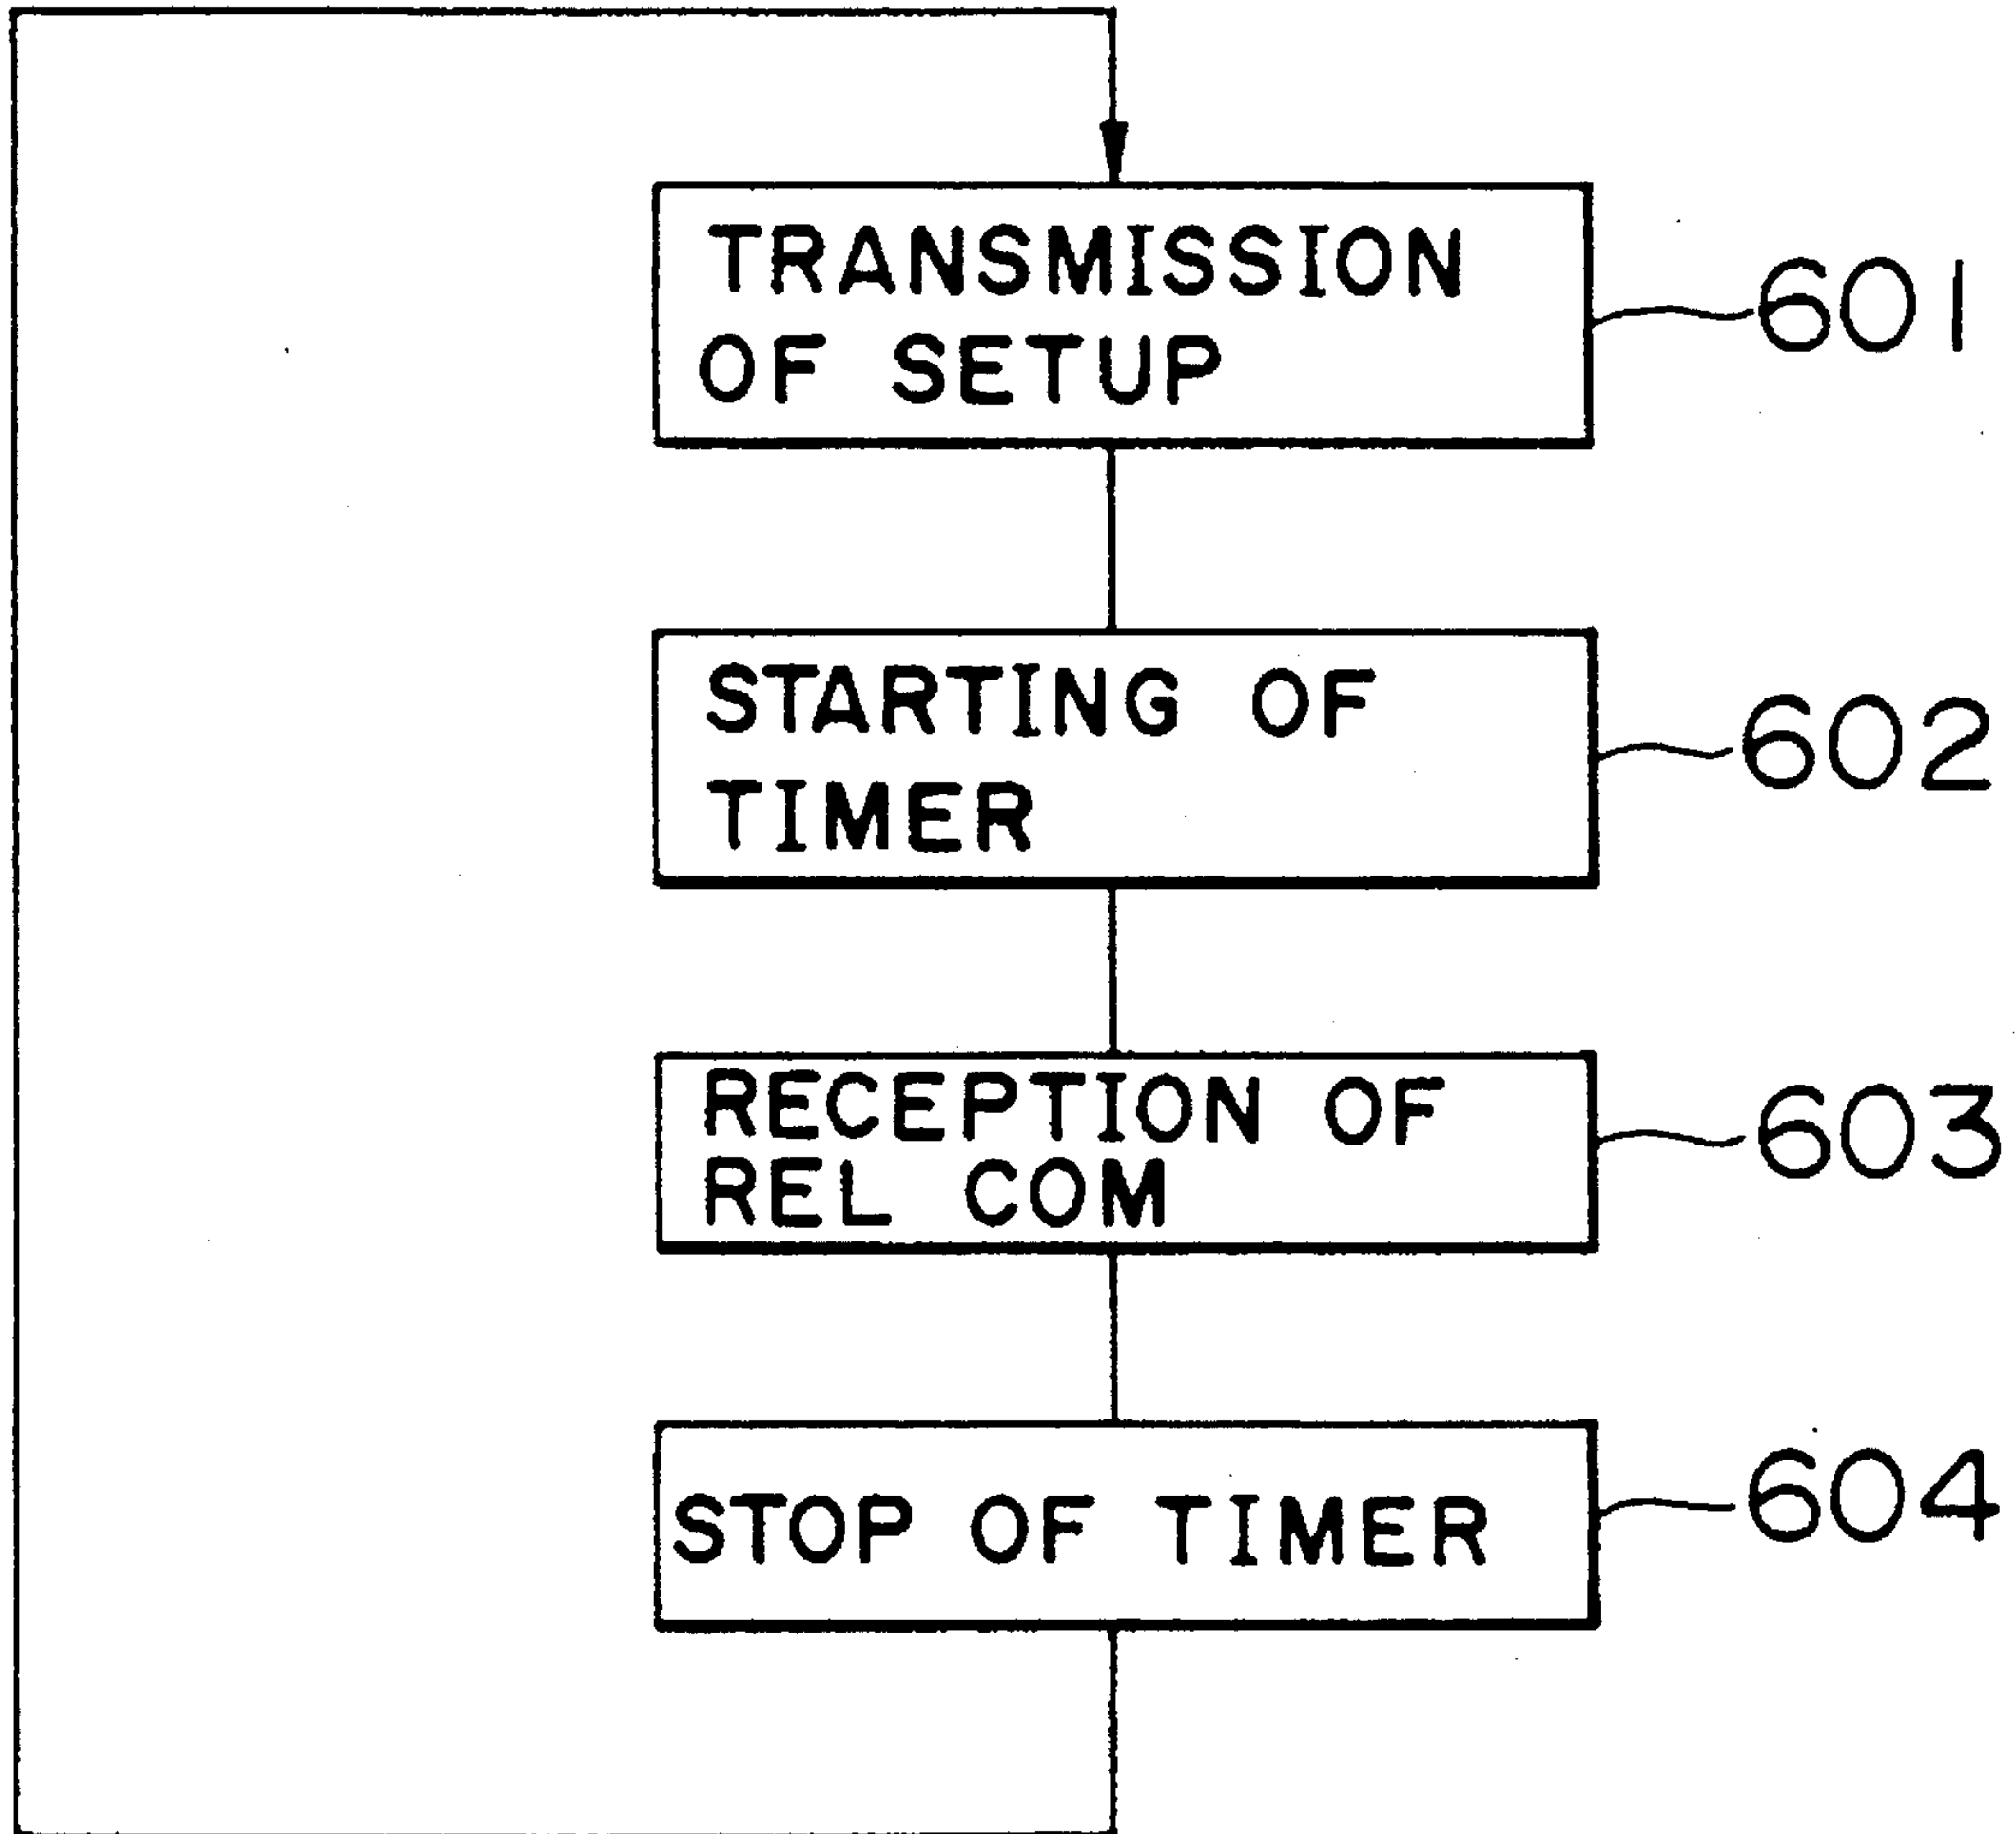 TRANSMISSION
OF SETUP
601
STARTING OF
TIMER
602
RECEPTION OF
REL COM
603
STOP OF TIMER
604